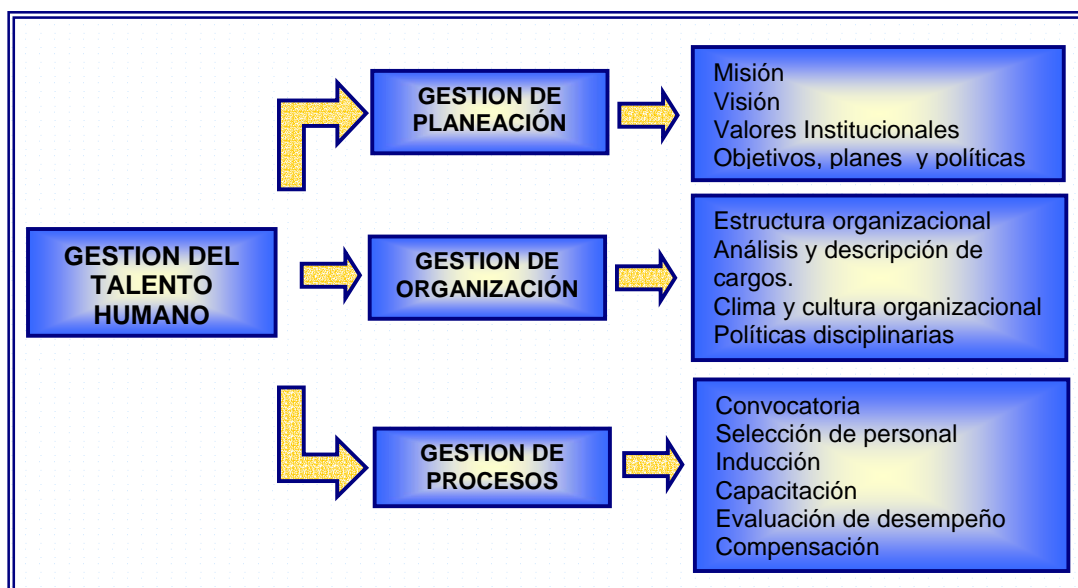 GESTION DEL
TALENTO
HUMANO
GESTION DE
PLANEACIÓN
Misión
Visión
Valores Institucionales
Objetivos, planes y políticas
GESTION DE
ORGANIZACIÓN
Estructura organizacional
Análisis y descripción de
cargos.
Clima y cultura organizacional
Políticas disciplinarias
GESTION DE
PROCESOS
Convocatoria
Selección de personal
Inducción
Capacitación
Evaluación de desempeño
Compensación